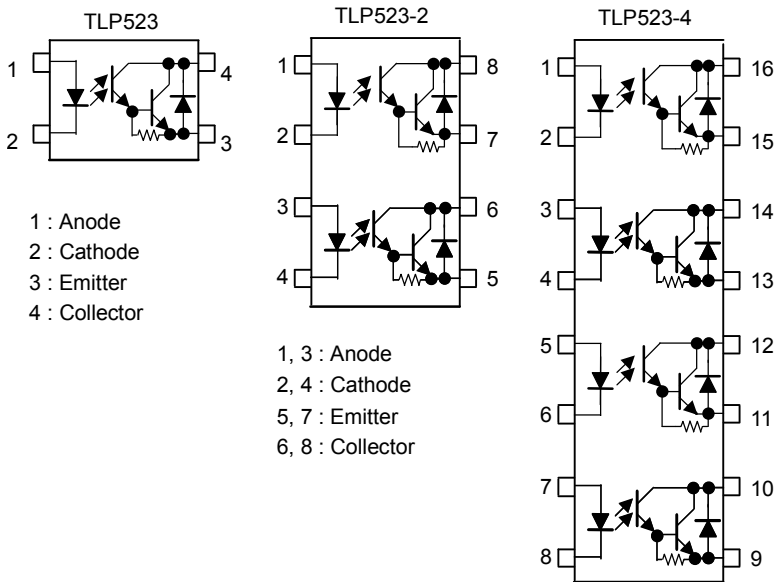 TLP523
1
4
2
3
1 : Anode
2 : Cathode
3 : Emitter
4 : Collector
TLP523-2
1
8
2
7
3
6
4
5
1, 3 : Anode
2, 4 : Cathode
5, 7 : Emitter
6, 8 : Collector
TLP523-4
1
16
2
15
3
14
4
13
5
12
6
11
7
10
8
9